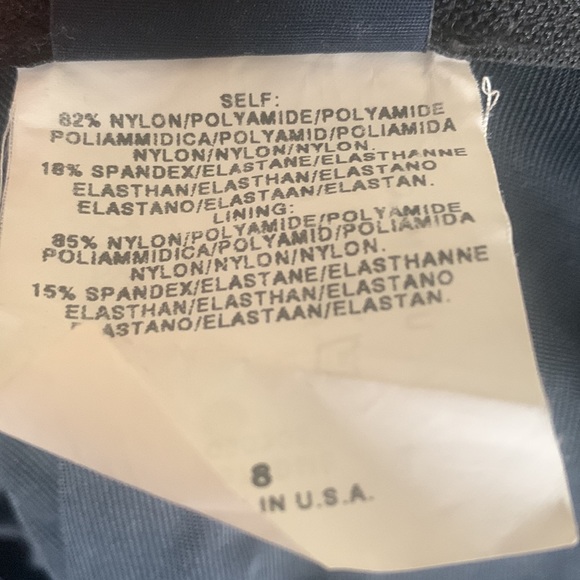 SELF:
82% NYLON/POLYAMIDE/POLYAMIDE
POLIAMMIDICA/POLYAMID/POLIAMIDA
NYLON/NYLON/NYLON.
18% SPANDEX/ELASTANE/ELASTHANNE
ELASTHAN/ELASTHAN/ELASTANO
ELASTANO/ELASTAAN/ELASTAN.
LINING:
85% NYLON/POLYAMIDE/POLYAMIDE
POLIAMMIDICA/POLYAMID/POLIAMIDA
NYLON/NYLON/NYLON.
15% SPANDEX/ELASTANE/ELASTHANNE
ELASTHAN/ELASTHAN/ELASTANO
ELASTANO/ELASTAAN/ELASTAN.
8
IN U.S.A.